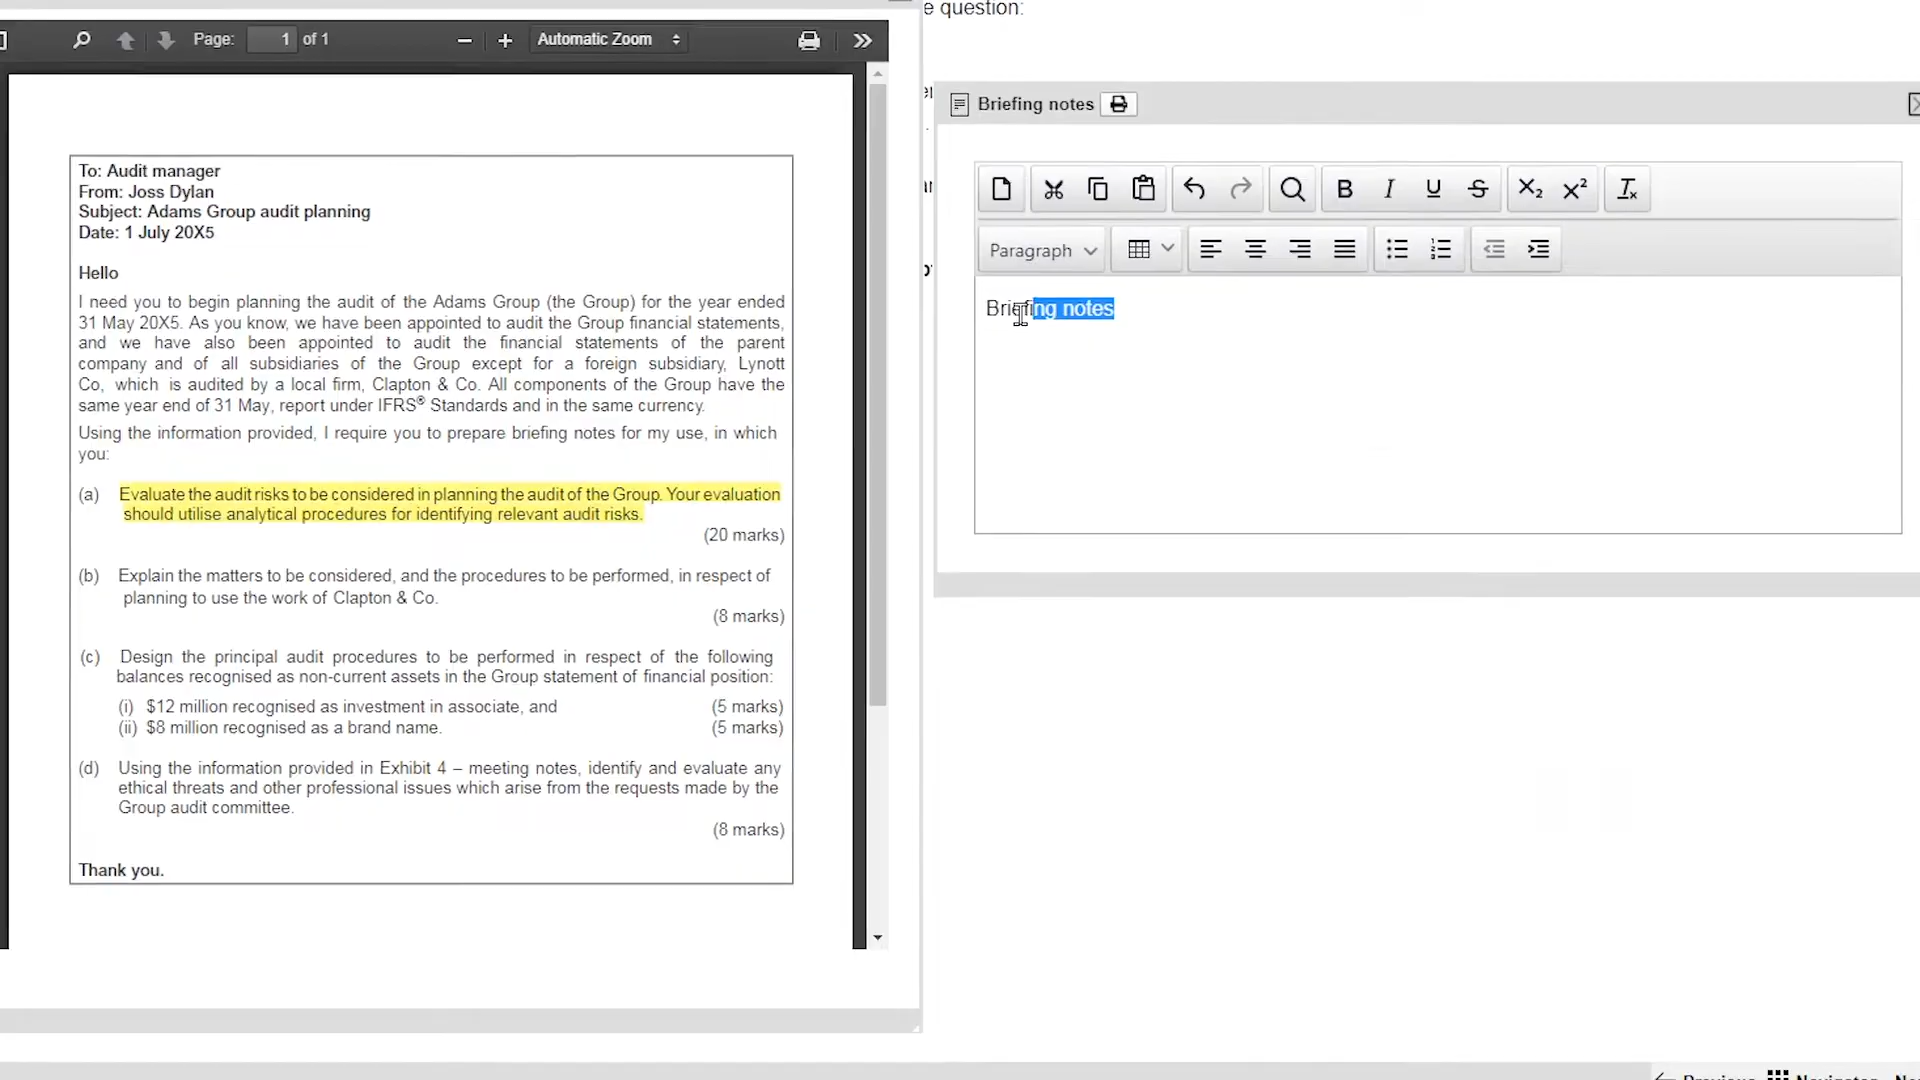 e question:
Page: 1 of 1
Automatic Zoom
To: Audit manager
From: Joss Dylan
Subject: Adams Group audit planning
Date: 1 July 20X5
Hello
I need you to begin planning the audit of the Adams Group (the Group) for the year ended
31 May 20X5. As you know, we have been appointed to audit the Group financial statements,
and we have also been appointed to audit the financial statements of the parent
company and of all subsidiaries of the Group except for a foreign subsidiary, Lynott
Co, which is audited by a local firm, Clapton & Co. All components of the Group have the
same year end of 31 May, report under IFRS® Standards and in the same currency.
Using the information provided, I require you to prepare briefing notes for my use, in which
you:
(a) Evaluate the audit risks to be considered in planning the audit of the Group. Your evaluation
should utilise analytical procedures for identifying relevant audit risks.
(20 marks)
(b) Explain the matters to be considered, and the procedures to be performed, in respect of
planning to use the work of Clapton & Co.
(8 marks)
(c) Design the principal audit procedures to be performed in respect of the following
balances recognised as non-current assets in the Group statement of financial position:
(i) $12 million recognised as investment in associate, and (5 marks)
(ii) $8 million recognised as a brand name. (5 marks)
(d) Using the information provided in Exhibit 4 – meeting notes, identify and evaluate any
ethical threats and other professional issues which arise from the requests made by the
Group audit committee.
(8 marks)
Thank you.
Briefing notes
Paragraph
Briefing notes
Previous Navigator